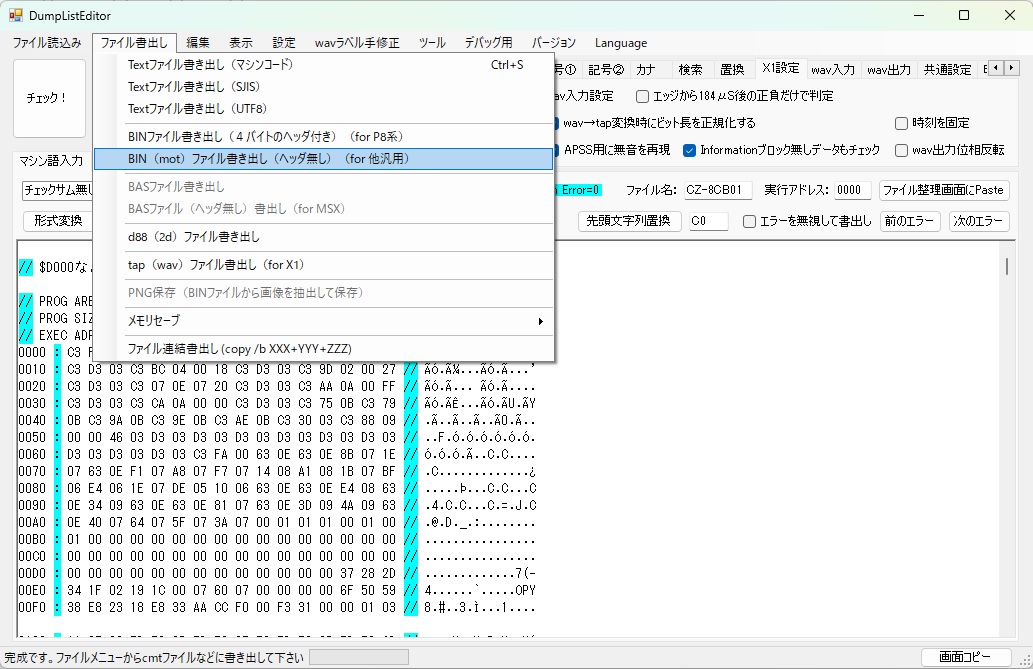 DumpListEditor
ファイル読込み ファイル書出し 編集 表示 設定 wavラベル手修正 ツール デバッグ用 バージョン Language
チェック！
マシン語入力
チェックサム無し
形式変換
Textファイル書き出し（マシンコード） Ctrl+S
Textファイル書き出し（SJIS）
Textファイル書き出し（UTF8）
BINファイル書き出し（４バイトのヘッダ付き）（for P8系）
BIN（mot）ファイル書き出し（ヘッダ無し）（for 他汎用）
BASファイル書き出し
BASファイル（ヘッダ無し）書出し（for MSX）
d88（2d）ファイル書き出し
tap（wav）ファイル書出し（for X1）
PNG保存（BINファイルから画像を抽出して保存）
メモリセーブ
ファイル連結書出し(copy /b XXX+YYY+ZZZ)
号① 記号② カナ 検索 置換 X1設定 wav入力 wav出力 共通設定
av入力設定 エッジから184μS後の正負だけで判定
wav→tap変換時にビット長を正規化する 時刻を固定
APSS用に無音を再現 Informationブロック無しデータもチェック wav出力位相反転
Error=0 ファイル名: CZ-8CB01 実行アドレス: 0000 ファイル整理画面にPaste
先頭文字列置換 C0 エラーを無視して書出し 前のエラー 次のエラー
// $D000な
// PROG ARE
// PROG SIZ
// EXEC ADR
0000 : C3
0010 : C3 D3 03 C3 BC 04 00 18 C3 D3 03 C3 9D 02 00 27 // Ãó.Ã¼...Ãó.Ã...'
0020 : C3 D3 03 C3 07 0E 07 20 C3 D3 03 C3 AA 0A 00 FF // Ãó.Ã... Ãó.Ã....
0030 : C3 D3 03 C3 CA 0A 00 00 C3 D3 03 C3 75 0B C3 79 // Ãó.ÃÊ...Ãó.ÃU.ÃY
0040 : 0B C3 9A 0B C3 9E 0B C3 AE 0B C3 30 03 C3 88 09 // .Ã..Ã..Ã..Ã0.Ã..
0050 : 00 00 46 03 D3 03 D3 03 D3 03 D3 03 D3 03 D3 03 // ..F.ó.ó.ó.ó.ó.ó.
0060 : D3 03 D3 03 D3 03 C3 FA 00 63 0E 63 0E 8B 07 1E // ó.ó.ó.Ã..C.C....
0070 : 07 63 0E F1 07 A8 07 F7 07 14 08 A1 08 1B 07 BF // .C.............¿
0080 : 06 E4 06 1E 07 DE 05 10 06 63 0E 63 0E E4 08 63 // .....Þ...C.C...C
0090 : 0E 34 09 63 0E 63 0E 81 07 63 0E 3D 09 4A 09 63 // .4.C.C...C.=.J.C
00A0 : 0E 40 07 64 07 5F 07 3A 07 00 01 01 01 00 01 00 // .@.D._.:........
00B0 : 01 00 00 00 00 00 00 00 00 00 00 00 00 00 00 00 // ................
00C0 : 00 00 00 00 00 00 00 00 00 00 00 00 00 00 00 00 // ................
00D0 : 00 00 00 00 00 00 00 00 00 00 00 00 00 37 28 2D // .............7(-
00E0 : 34 1F 02 19 1C 00 07 60 07 00 00 00 00 6F 50 59 // 4......`.....OPY
00F0 : 38 E8 23 18 E8 33 AA CC F0 00 F3 31 00 00 01 03 // 8.#..3.Ì...1....
完成です。ファイルメニューからcmtファイルなどに書き出して下さい 画面コピー